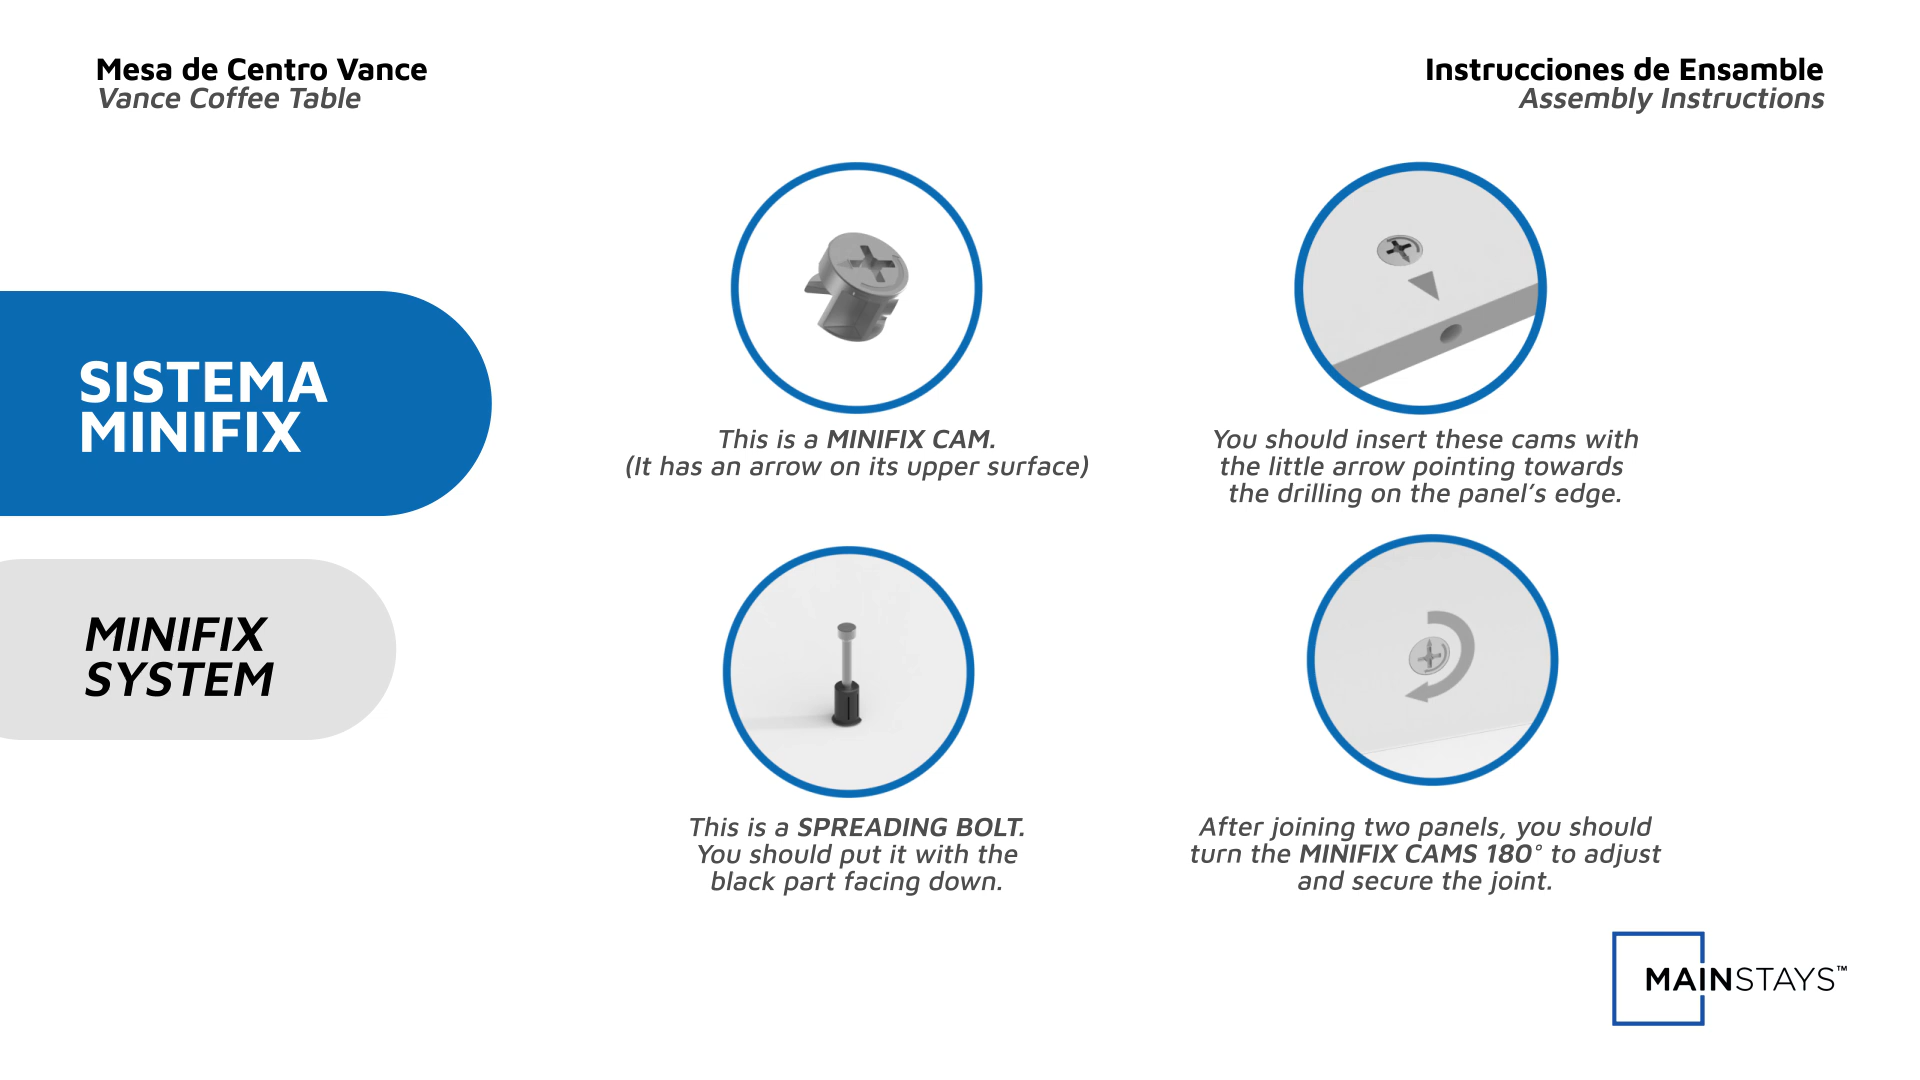 Mesa de Centro Vance
Vance Coffee Table
Instrucciones de Ensamble
Assembly Instructions
SISTEMA
MINIFIX
MINIFIX
SYSTEM
This is a MINIFIX CAM.
(It has an arrow on its upper surface)
You should insert these cams with
the little arrow pointing towards
the drilling on the panel’s edge.
This is a SPREADING BOLT.
You should put it with the
black part facing down.
After joining two panels, you should
turn the MINIFIX CAMS 180° to adjust
and secure the joint.
MAINSTAYS™